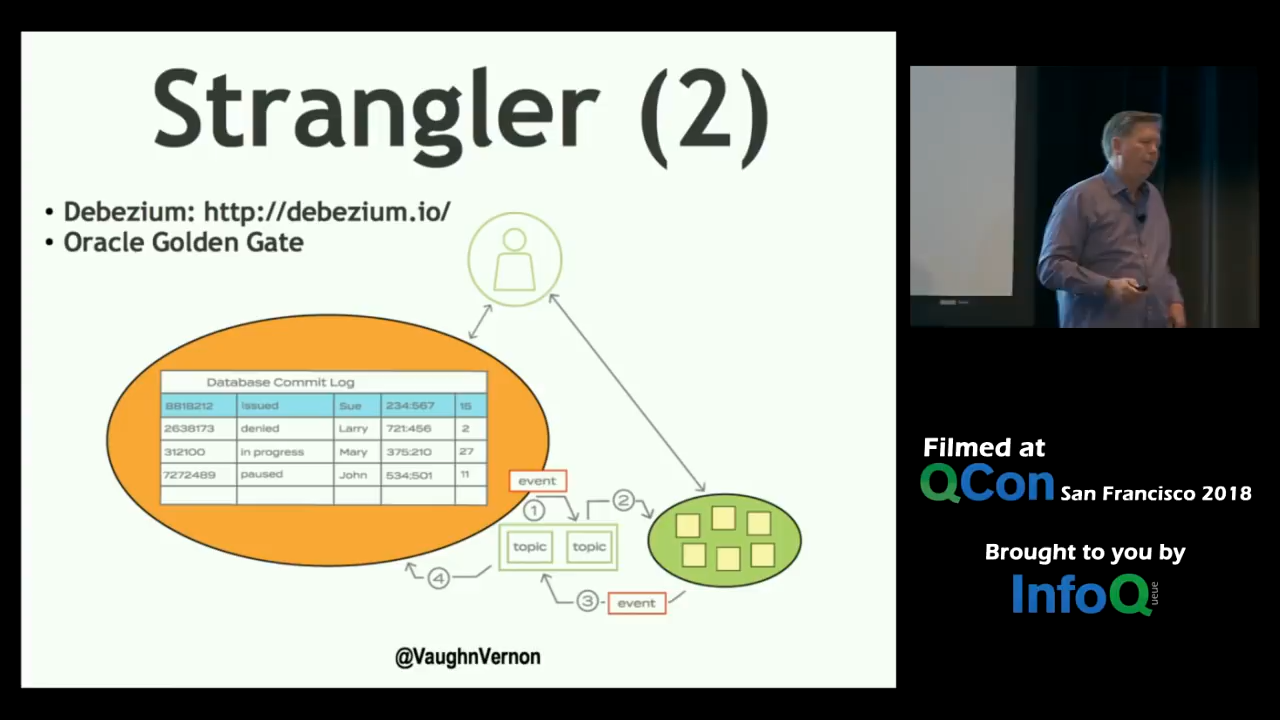 Strangler (2)
• Debezium: http://debezium.io/
• Oracle Golden Gate
Database Commit Log
8818212 issued Sue 234:567 15
2638173 denied Larry 721:456 2
312100 in progress Mary 375:210 27
7272489 paused John 534:501 11
event
1
2
topic topic
4
3 event
@VaughnVernon
Filmed at
QCon San Francisco 2018
Brought to you by
InfoQueue